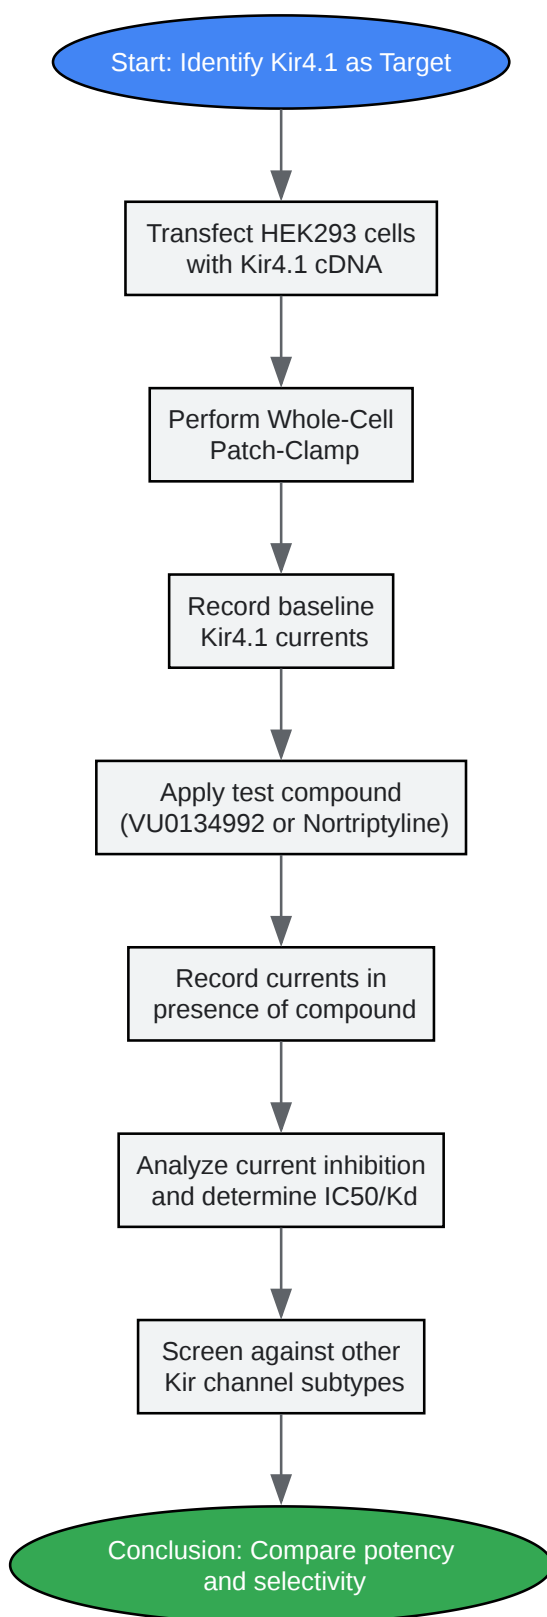 Start: Identify Kir4.1 as Target
Transfect HEK293 cells
with Kir4.1 cDNA
Perform Whole-Cell
Patch-Clamp
Record baseline
Kir4.1 currents
Apply test compound
(VU0134992 or Nortriptyline)
Record currents in
presence of compound
Analyze current inhibition
and determine IC50/Kd
Screen against other
Kir channel subtypes
Conclusion: Compare potency
and selectivity